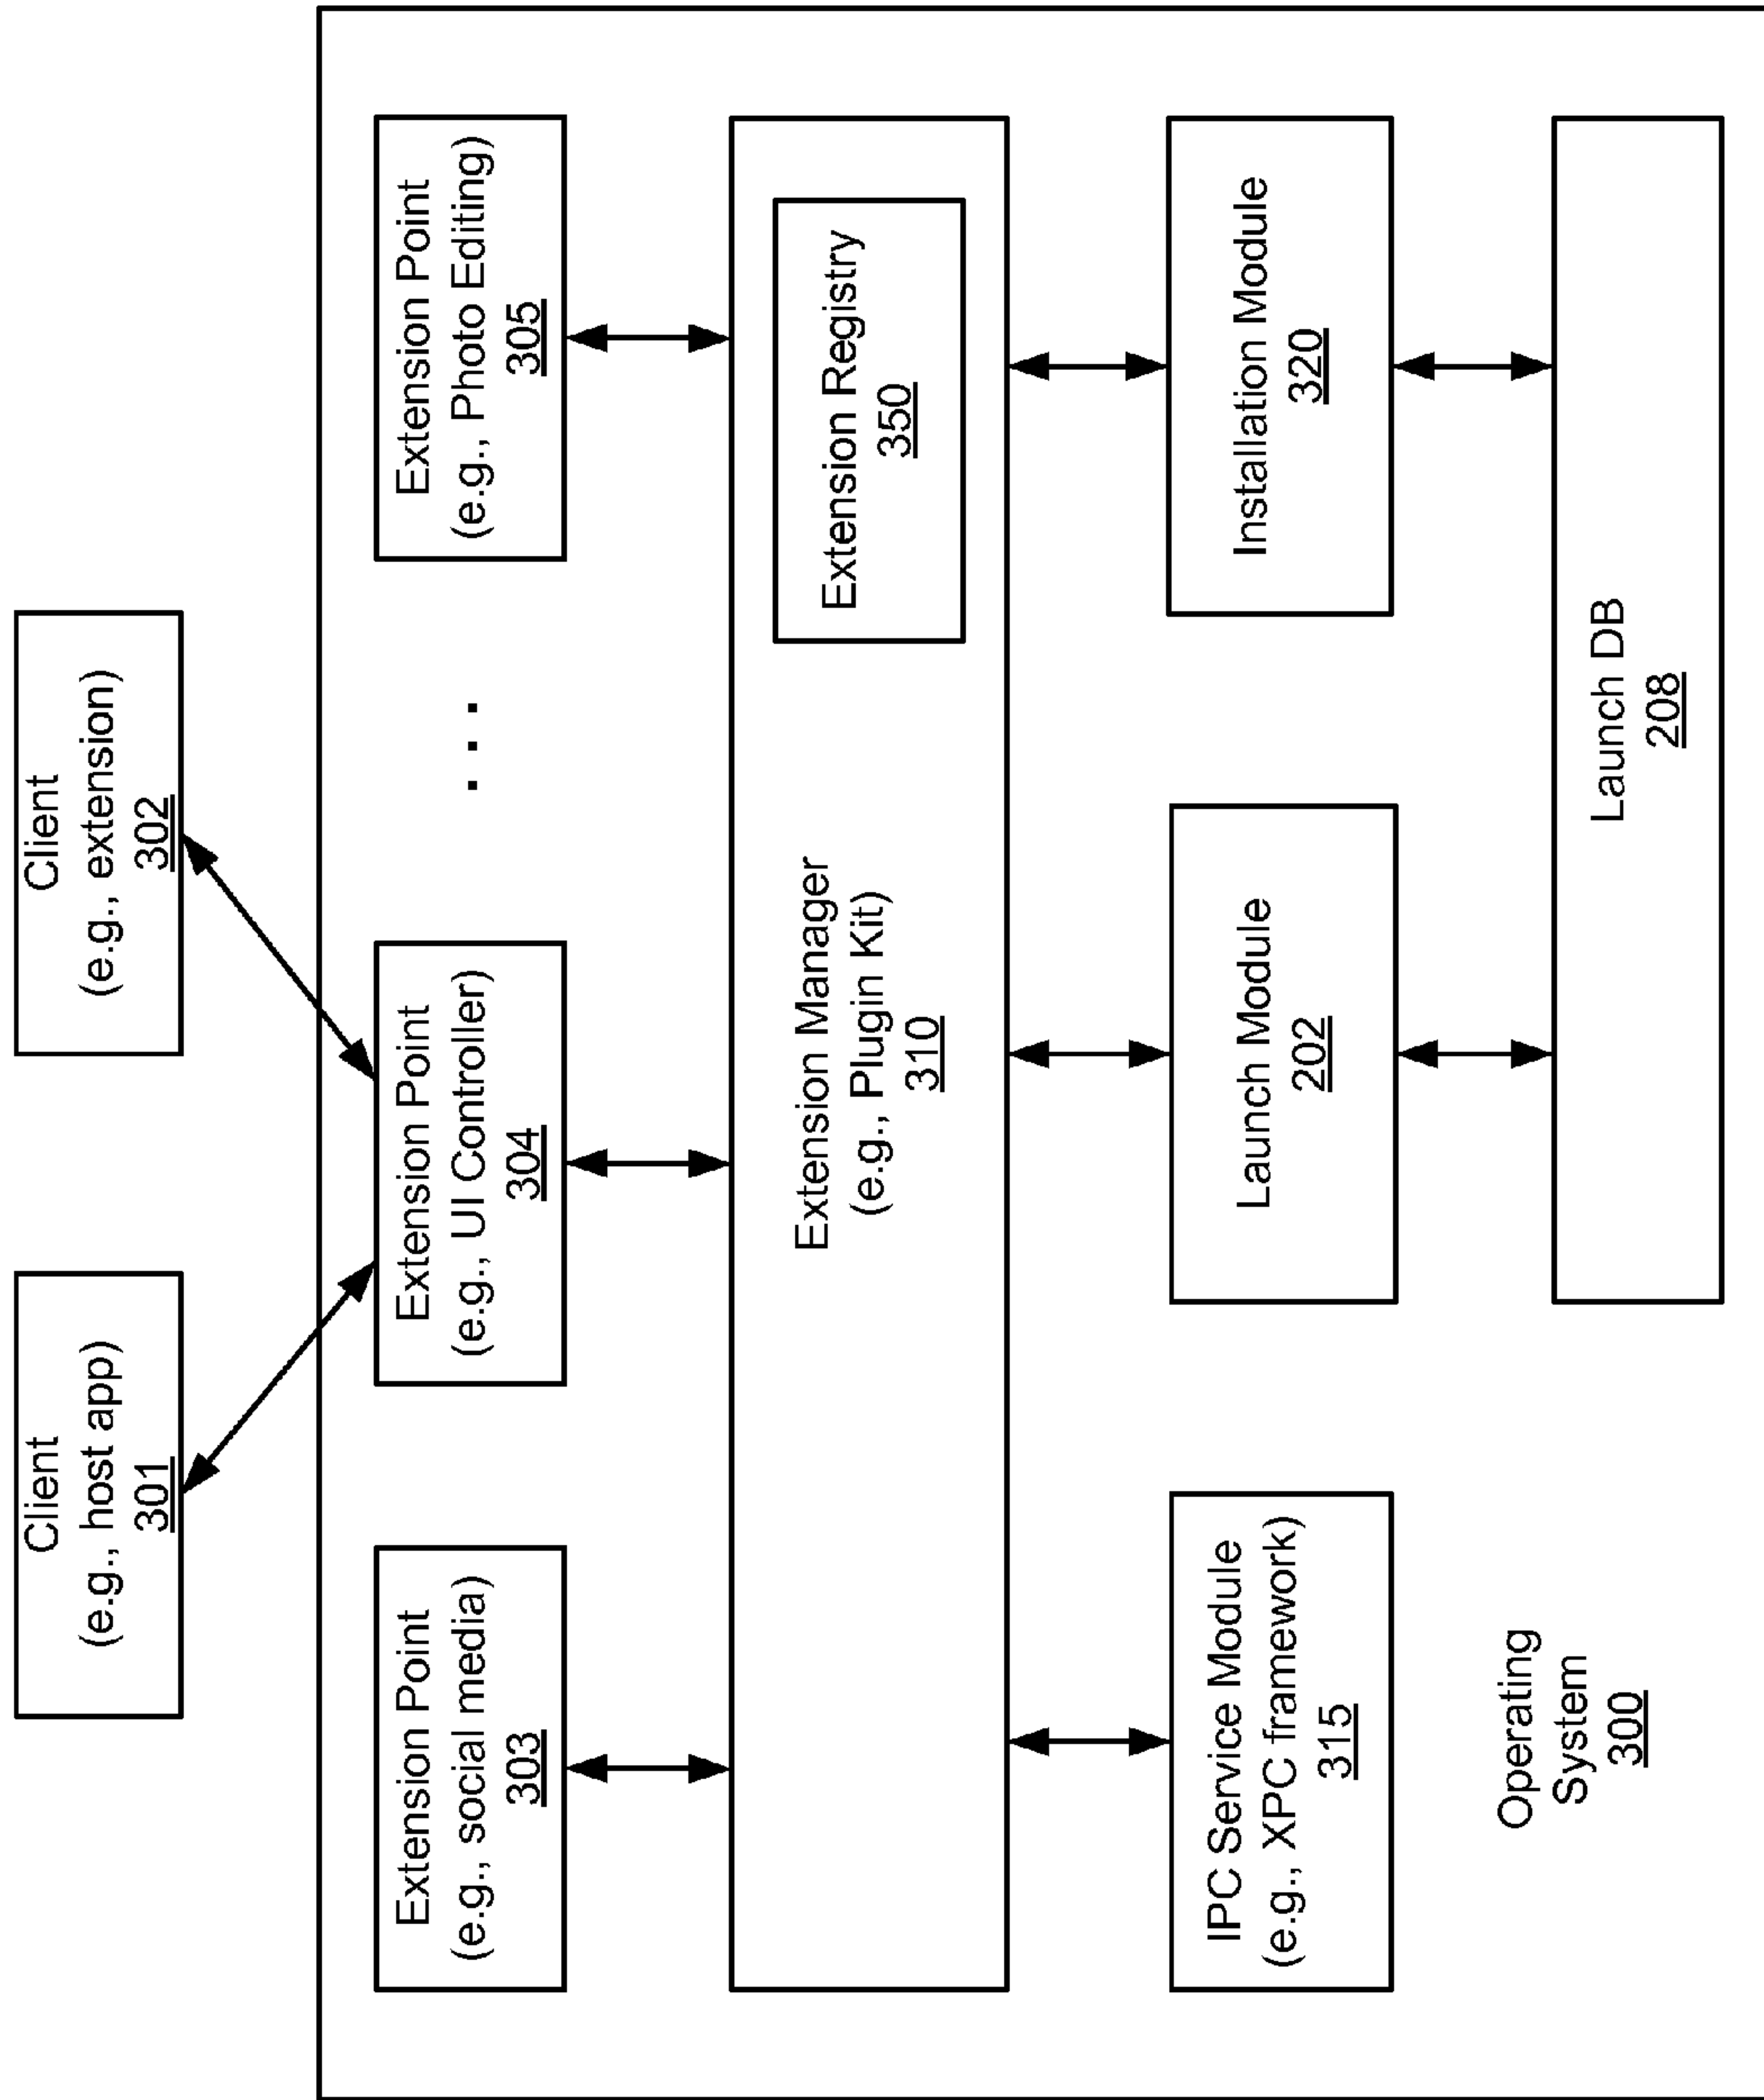 Client
(e.g., host app)
301
Client
(e.g., extension)
302
Extension Point
(e.g., social media)
303
Extension Point
(e.g., UI Controller)
304
. . .
Extension Point
(e.g., Photo Editing)
305
Extension Manager
(e.g., Plugin Kit)
310
Extension Registry
350
IPC Service Module
(e.g., XPC framework)
315
Launch Module
202
Installation Module
320
Operating
System
300
Launch DB
208